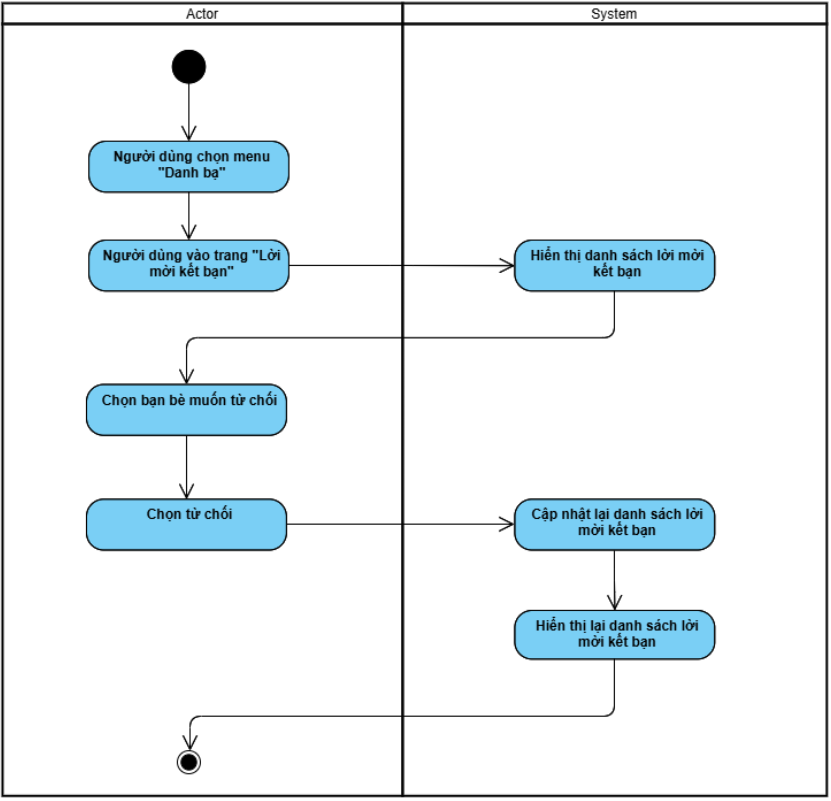 Actor
System
Người dùng chọn menu
"Danh bạ"
Người dùng vào trang "Lời
mời kết bạn"
Hiển thị danh sách lời mời
kết bạn
Chọn bạn bè muốn từ chối
Chọn từ chối
Cập nhật lại danh sách lời
mời kết bạn
Hiển thị lại danh sách lời
mời kết bạn